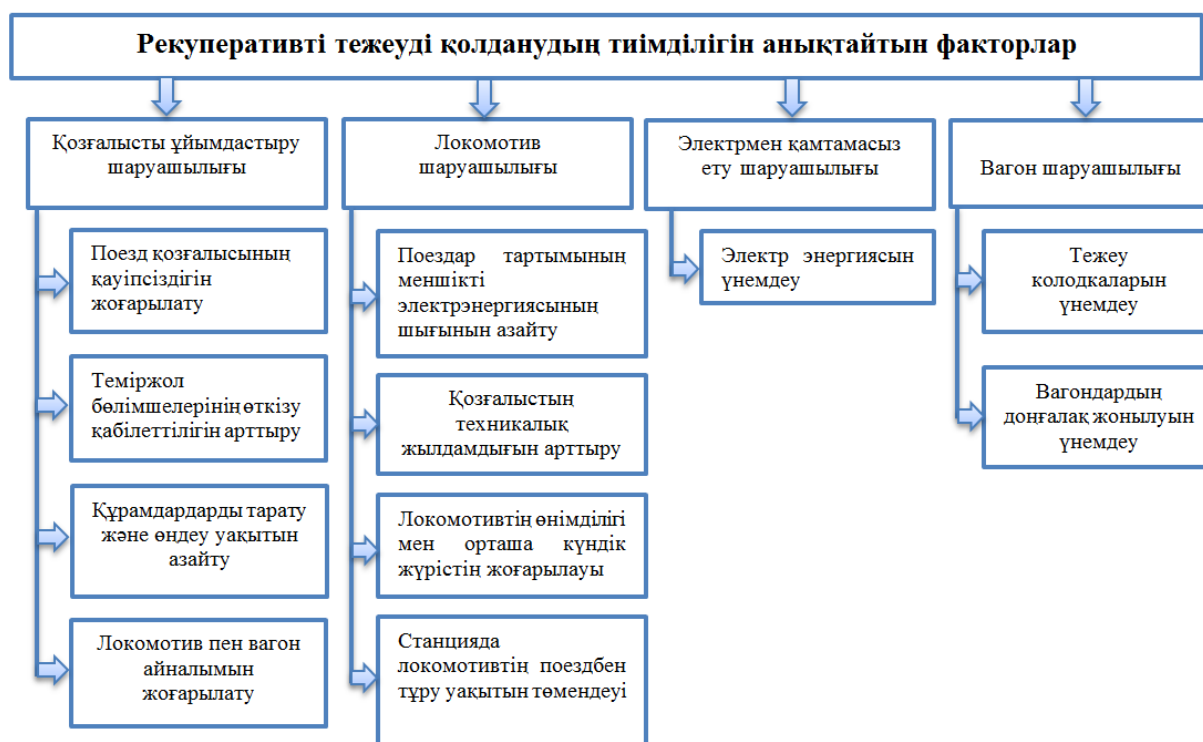 Рекуперативті тежеуді қолданудың тиімділігін анықтайтын факторлар
Қозғалысты ұйымдастыру
шаруашылығы
Поезд қозғалысының
қауіпсіздігін
жоғарылату
Теміржол
бөлімшелерінің өткізу
қабілеттілігін арттыру
Құрамдардарды тарату
және өндеу уақытын
азайту
Локомотив пен вагон
айналымын
жоғарылату
Локомотив
шаруашылығы
Поездар тартымының
меншікті
электрэнергиясының
шығынын азайту
Қозғалыстың
техникалық
жылдамдығын арттыру
Локомотивтің өнімділігі
мен орташа күндік
жүрістің жоғарылауы
Станцияда
локомотивтің поездбен
тұру уақытын төмендеуі
Электрмен қамтамасыз
ету шаруашылығы
Электр энергиясын
үнемдеу
Вагон шаруашылығы
Тежеу
колодкаларын
үнемдеу
Вагондардың
доңғалақ жонылуын
үнемдеу